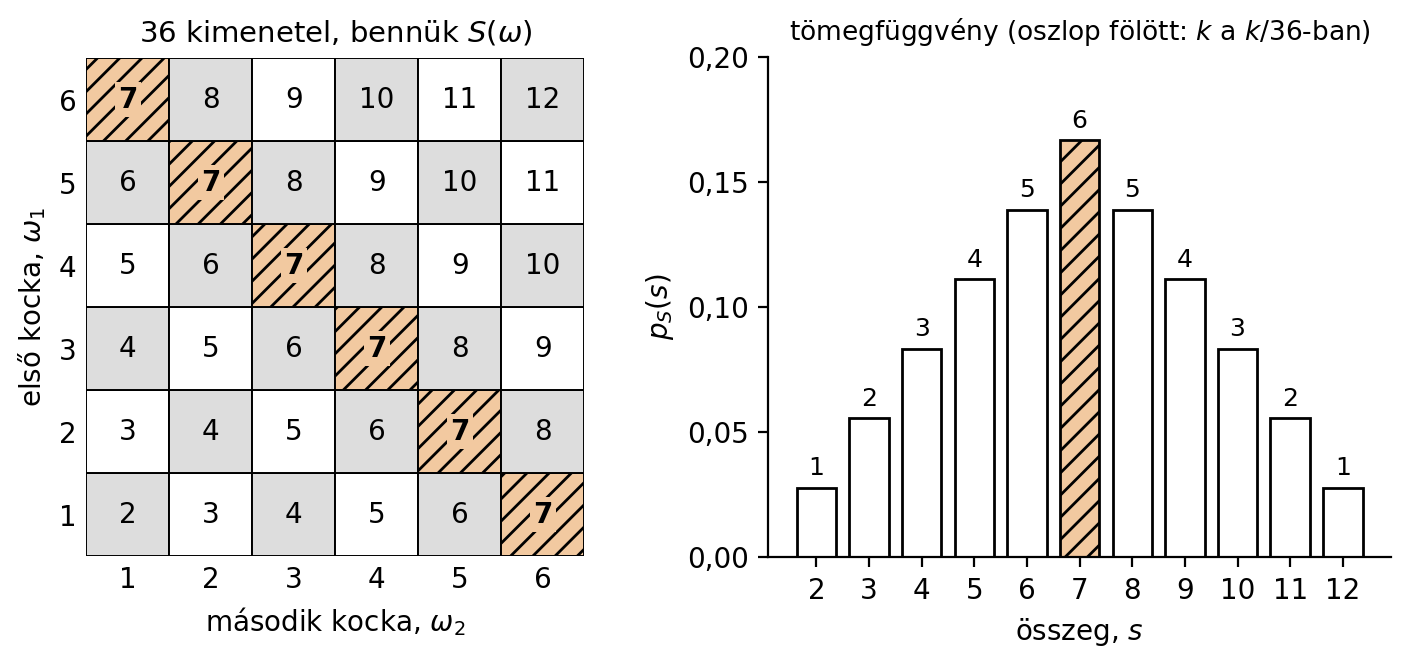 36 kimenetel, bennük S(ω)
első kocka, ω₁
6 7 8 9 10 11 12
5 6 7 8 9 10 11
4 5 6 7 8 9 10
3 4 5 6 7 8 9
2 3 4 5 6 7 8
1 2 3 4 5 6 7
1 2 3 4 5 6
második kocka, ω₂
tömegfüggvény (oszlop fölött: k a k/36-ban)
p_S(s)
0,20
0,15
0,10
0,05
0,00
1 2 3 4 5 6 5 4 3 2 1
2 3 4 5 6 7 8 9 10 11 12
összeg, s